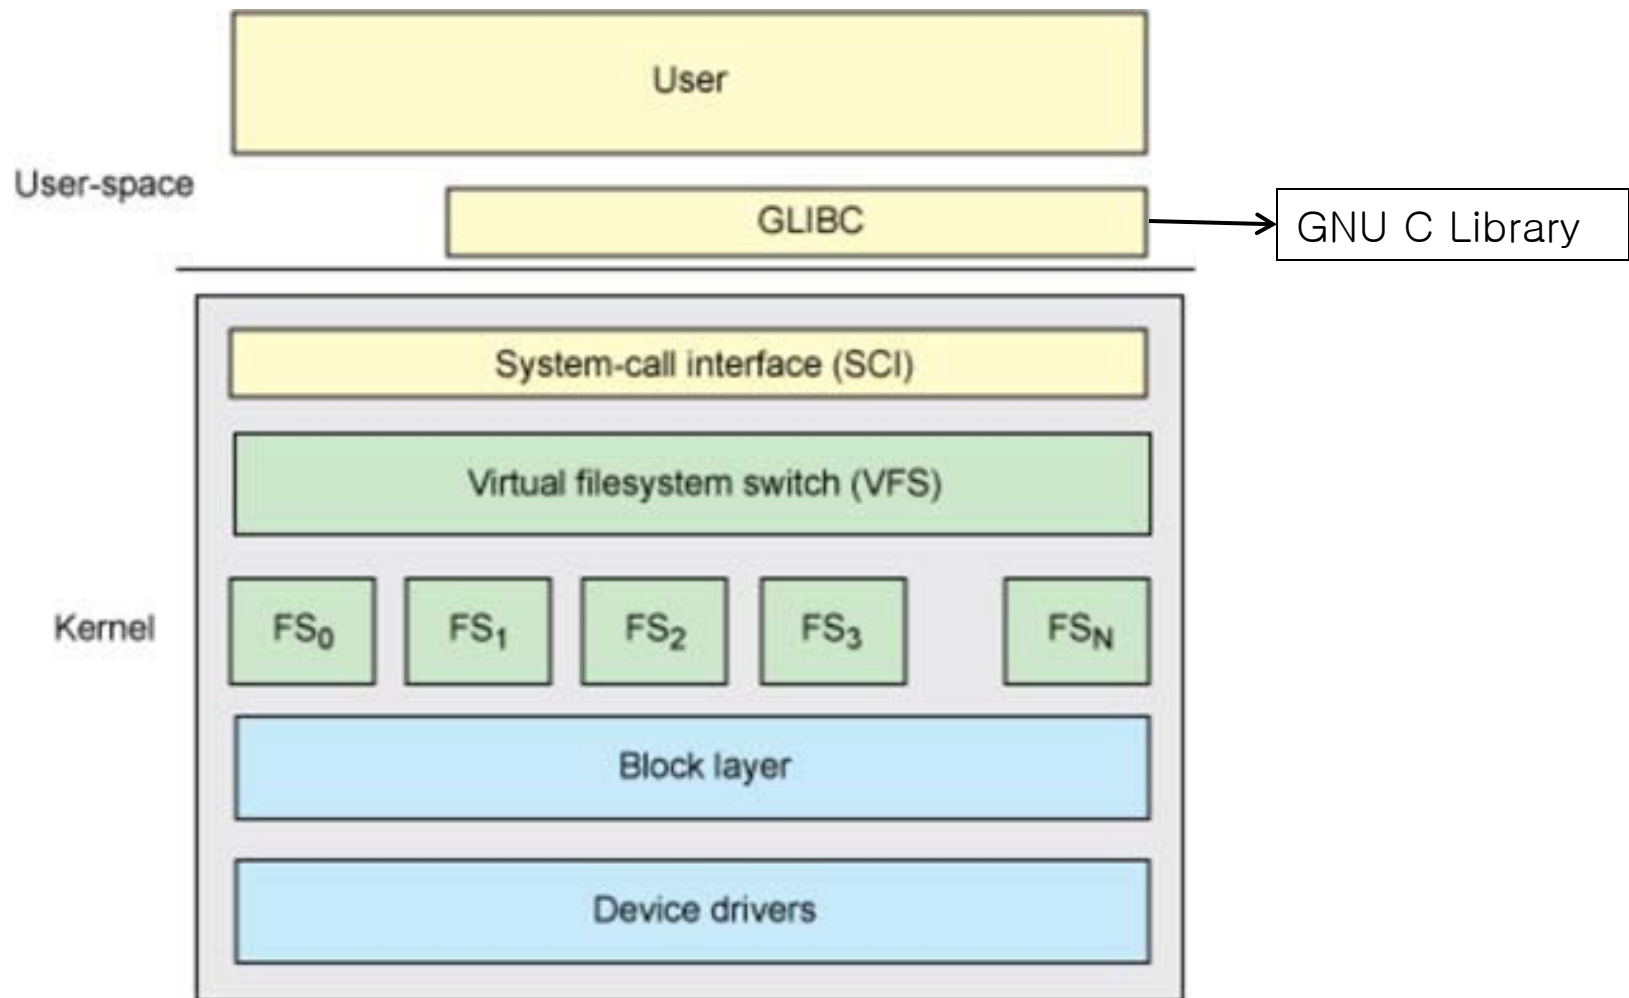 User
User-space
GLIBC
GNU C Library
System-call interface (SCI)
Virtual filesystem switch (VFS)
Kernel
FS0
FS1
FS2
FS3
FSN
Block layer
Device drivers